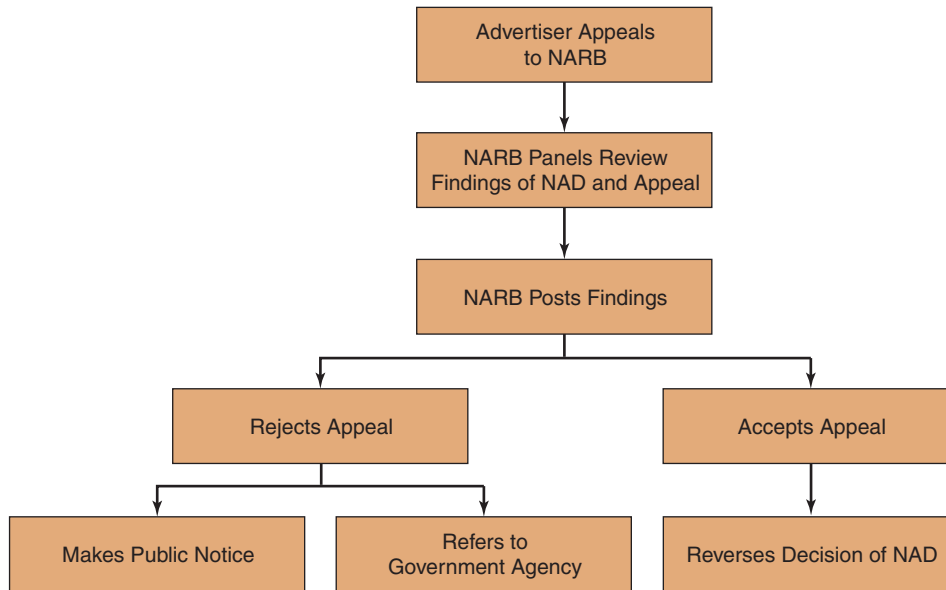 Advertiser Appeals
to NARB
NARB Panels Review
Findings of NAD and Appeal
NARB Posts Findings
Rejects Appeal
Accepts Appeal
Makes Public Notice
Refers to
Government Agency
Reverses Decision of NAD